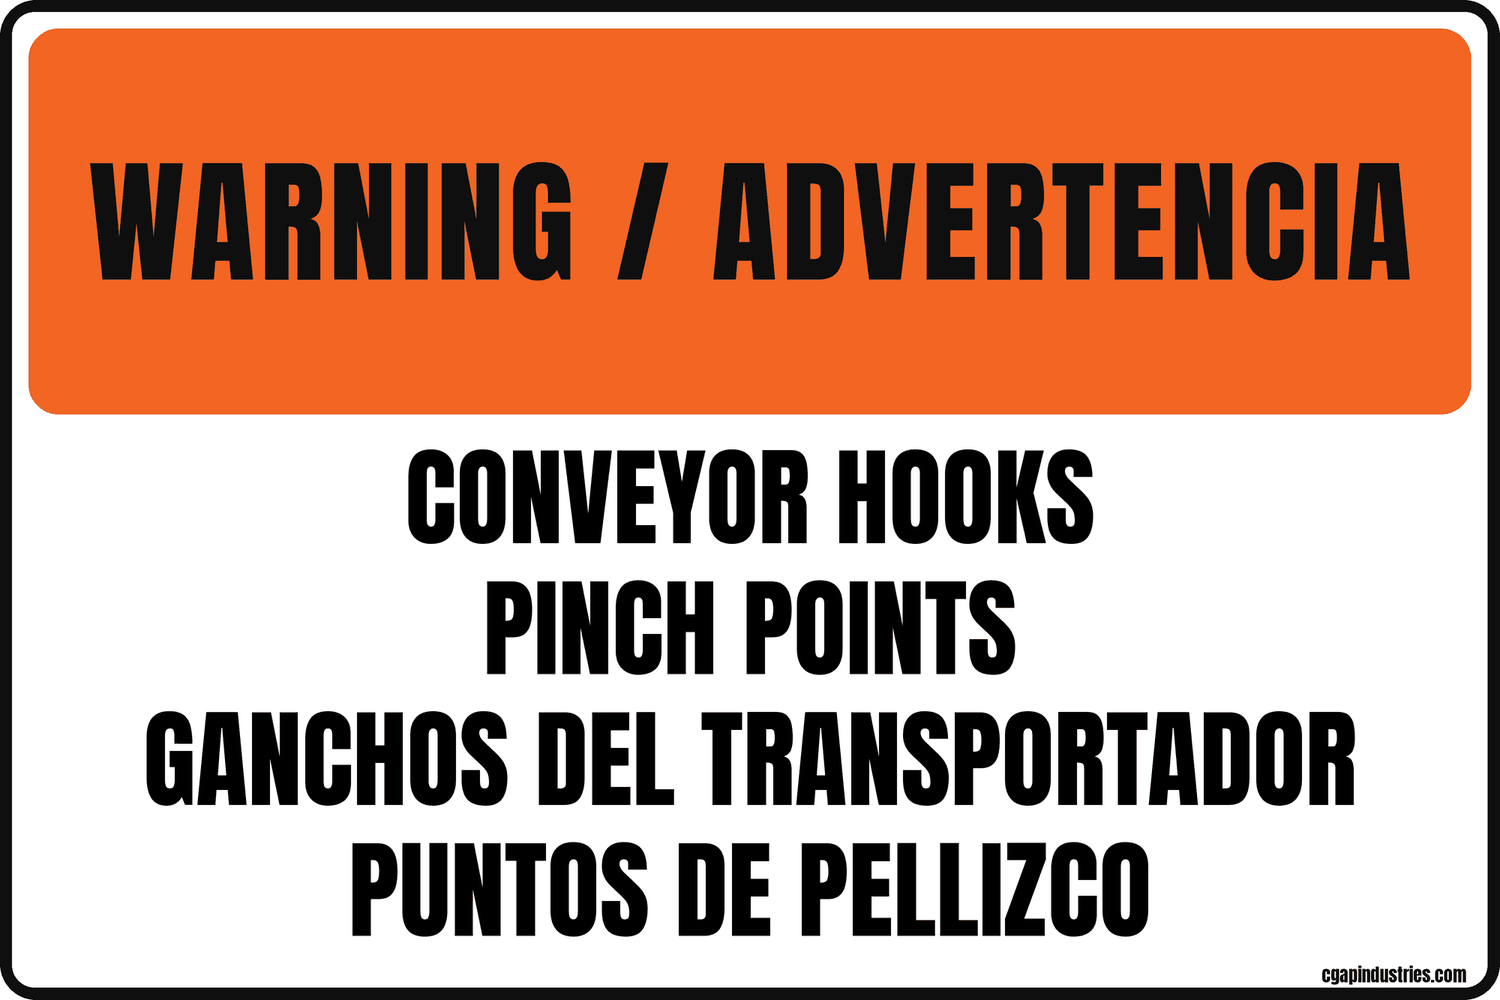 WARNING / ADVERTENCIA
CONVEYOR HOOKS
PINCH POINTS
GANCHOS DEL TRANSPORTADOR
PUNTOS DE PELLIZCO
cgapindustries.com